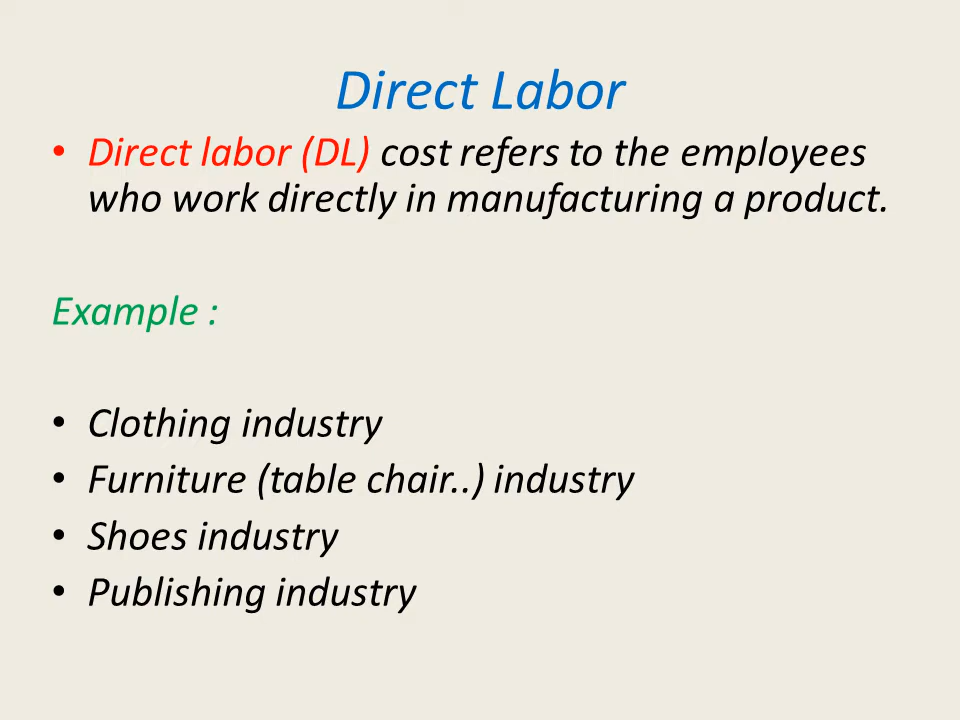 Direct Labor
• Direct labor (DL) cost refers to the employees
who work directly in manufacturing a product.
Example :
• Clothing industry
• Furniture (table chair..) industry
• Shoes industry
• Publishing industry